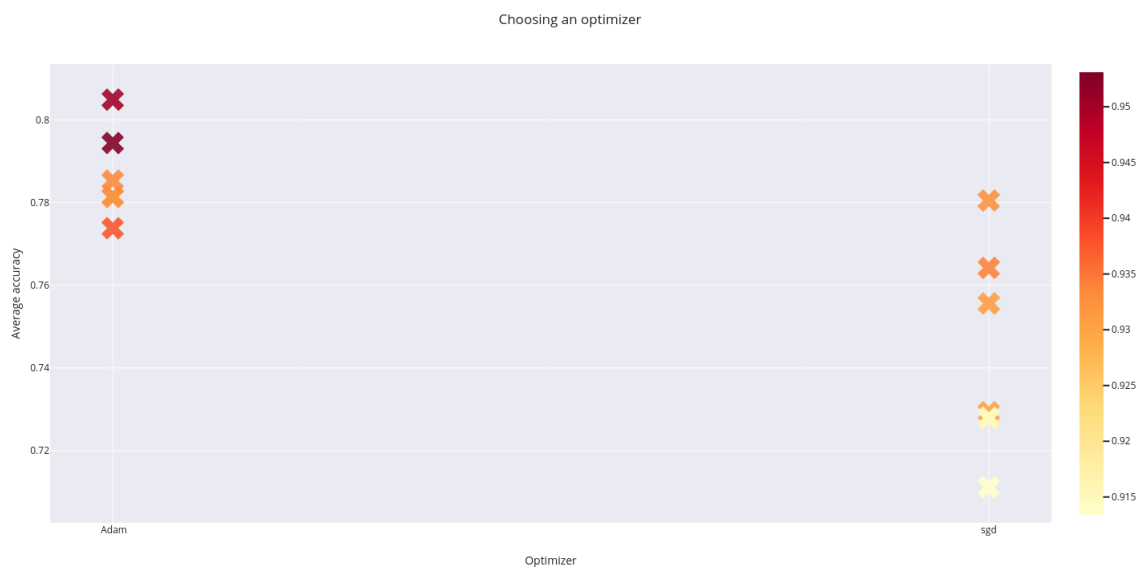 Choosing an optimizer
Average accuracy
0.8
0.78
0.76
0.74
0.72
Adam
sgd
Optimizer
0.95
0.945
0.94
0.935
0.93
0.925
0.92
0.915